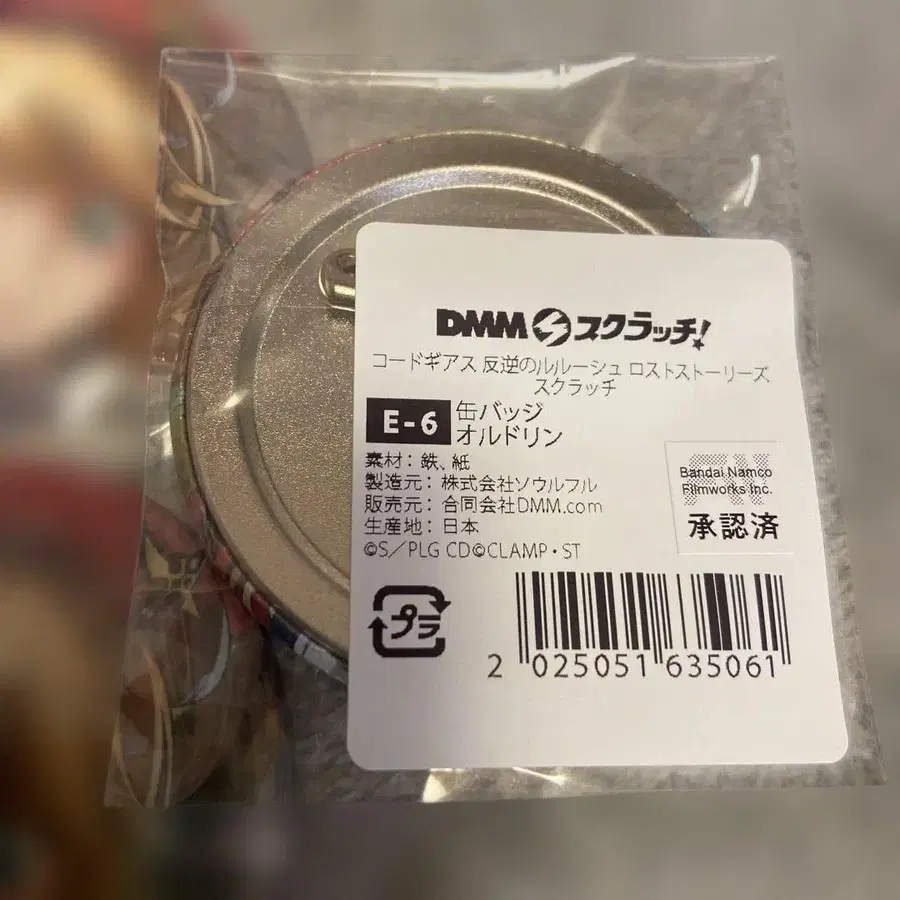 DMM スクラッチ!
コードギアス 反逆のルルーシュ ロストストーリーズ
スクラッチ
E-6 缶バッジ
オルドリン
素材：鉄、紙
製造元：株式会社ソウルフル
販売元：合同会社DMM.com
生産地：日本
©S／PLG CD©CLAMP・ST
Bandai Namco
Filmworks Inc.
承認済
プラ
2 025051 635061